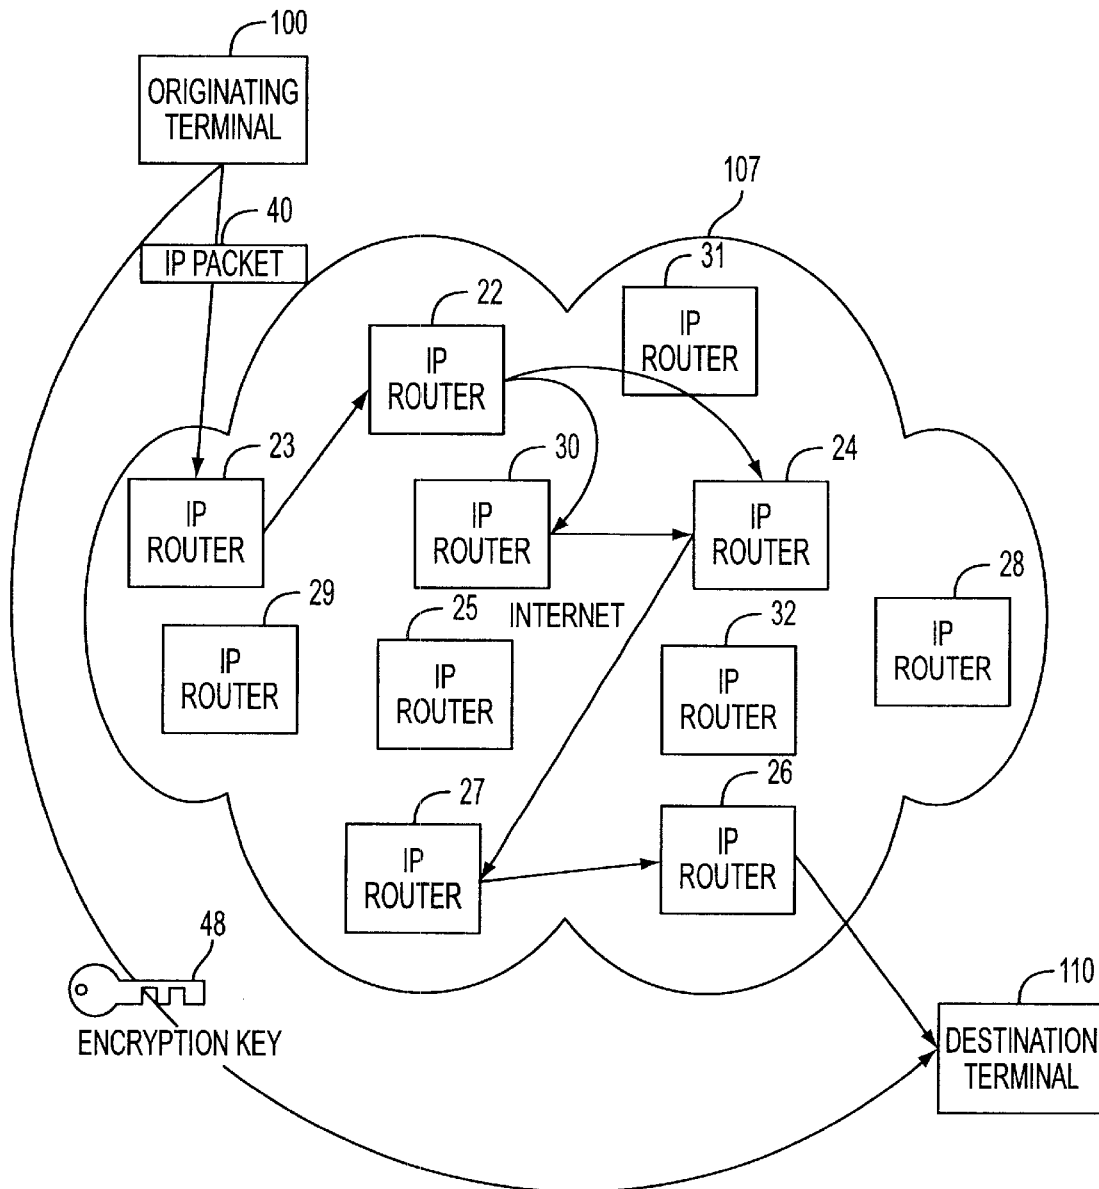 100
ORIGINATING
TERMINAL
40
IP PACKET
107
31
IP
ROUTER
22
IP
ROUTER
23
IP
ROUTER
30
IP
ROUTER
24
IP
ROUTER
INTERNET
29
IP
ROUTER
25
IP
ROUTER
32
IP
ROUTER
28
IP
ROUTER
27
IP
ROUTER
26
IP
ROUTER
48
ENCRYPTION KEY
110
DESTINATION
TERMINAL